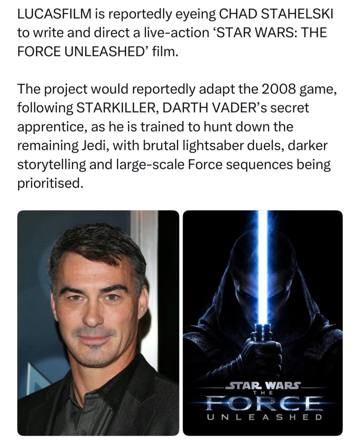 LUCASFILM is reportedly eyeing CHAD STAHELSKI
to write and direct a live-action ‘STAR WARS: THE
FORCE UNLEASHED’ film.
The project would reportedly adapt the 2008 game,
following STARKILLER, DARTH VADER’s secret
apprentice, as he is trained to hunt down the
remaining Jedi, with brutal lightsaber duels, darker
storytelling and large-scale Force sequences being
prioritised.
STAR WARS
THE
FORCE
UNLEASHED